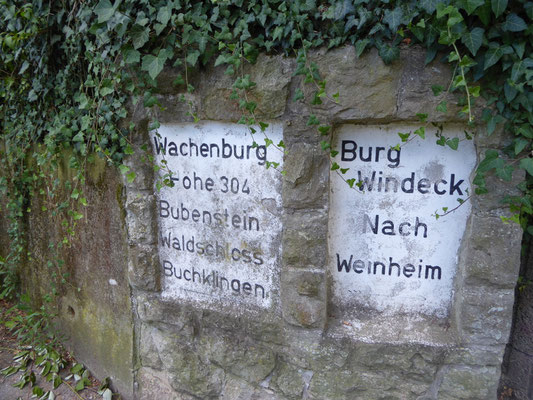 Wachenburg
Höhe 304
Bubenstein
Waldschloss
Buchklingen
Burg
Windeck
Nach
Weinheim